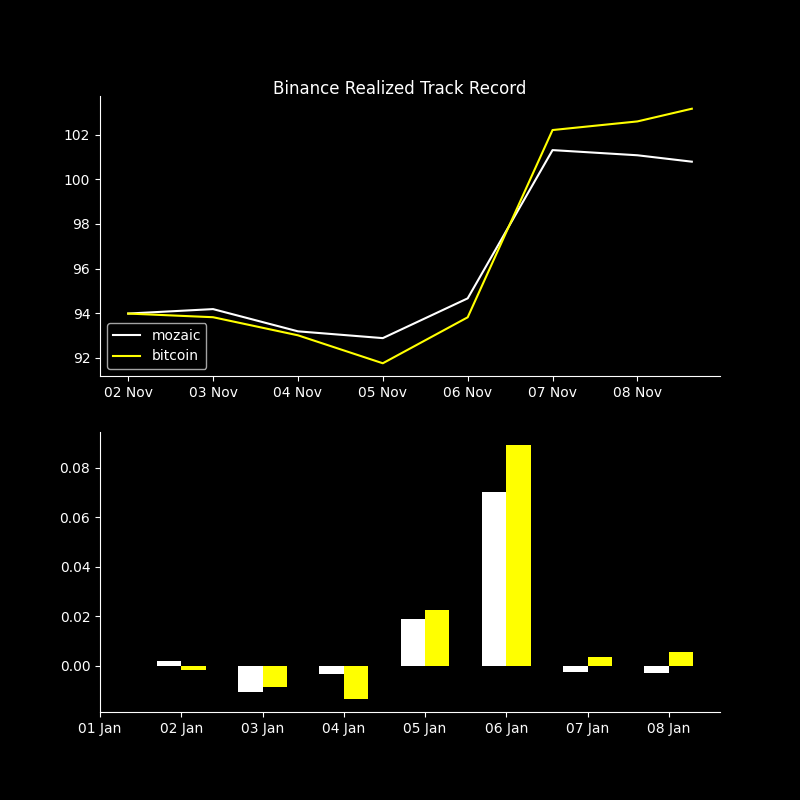 Binance Realized Track Record
102
100
98
96
94
92
mozaic
bitcoin
02 Nov 03 Nov 04 Nov 05 Nov 06 Nov 07 Nov 08 Nov
0.08
0.06
0.04
0.02
0.00
01 Jan 02 Jan 03 Jan 04 Jan 05 Jan 06 Jan 07 Jan 08 Jan